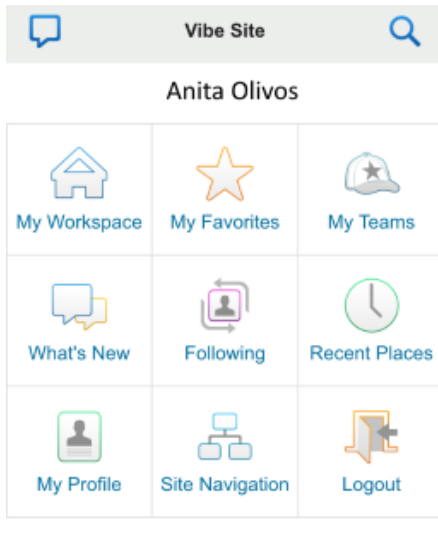 Vibe Site
Anita Olivos
My Workspace My Favorites My Teams
What's New Following Recent Places
My Profile Site Navigation Logout